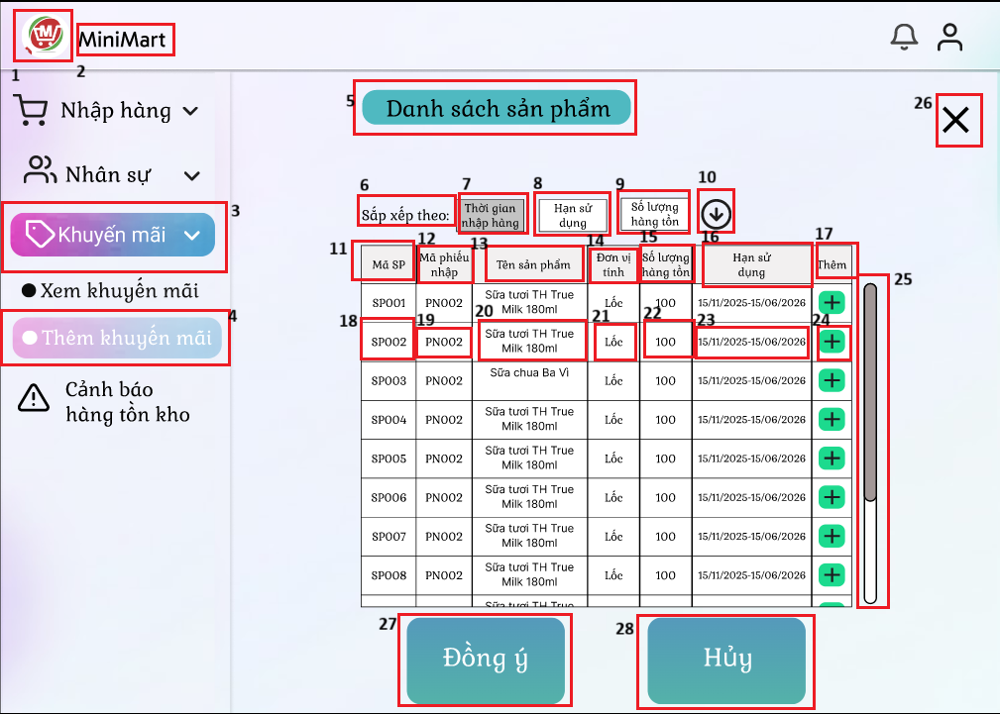 MiniMart
1
2
Nhập hàng
Nhân sự
Khuyến mãi
3
Xem khuyến mãi
Thêm khuyến mãi
4
Cảnh báo
hàng tồn kho
5
Danh sách sản phẩm
26
6
7
8
9
10
Sắp xếp theo:
Thời gian
nhập hàng
Hạn sử
dụng
Số lượng
hàng tồn
11
12
13
14
15
16
17
Mã SP
Mã phiếu
nhập
Tên sản phẩm
Đơn vị
tính
Số lượng
hàng tồn
Hạn sử
dụng
Thêm
25
SP001 PN002 Sữa tươi TH True
Milk 180ml
Lốc 100 15/11/2025-15/06/2026
18
19
20
21
22
23
24
SP002 PN002 Sữa tươi TH True
Milk 180ml
Lốc 100 15/11/2025-15/06/2026
SP003 PN002 Sữa chua Ba Vì Lốc 100 15/11/2025-15/06/2026
SP004 PN002 Sữa tươi TH True
Milk 180ml
Lốc 100 15/11/2025-15/06/2026
SP005 PN002 Sữa tươi TH True
Milk 180ml
Lốc 100 15/11/2025-15/06/2026
SP006 PN002 Sữa tươi TH True
Milk 180ml
Lốc 100 15/11/2025-15/06/2026
SP007 PN002 Sữa tươi TH True
Milk 180ml
Lốc 100 15/11/2025-15/06/2026
SP008 PN002 Sữa tươi TH True
Milk 180ml
Lốc 100 15/11/2025-15/06/2026
Sữa tươi TH True
27
Đồng ý
28
Hủy